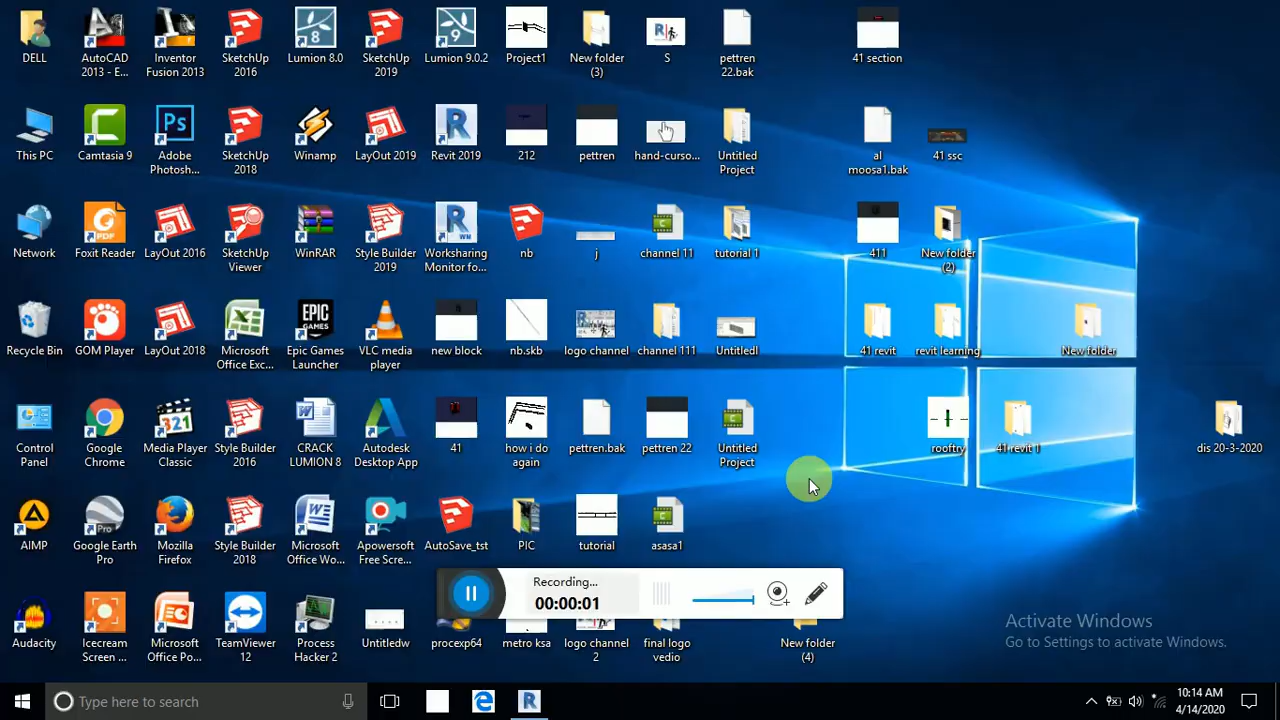 DELL
AutoCAD
2013 - E...
Inventor
Fusion 2013
SketchUp
2016
Lumion 8.0
SketchUp
2019
Lumion 9.0.2
Project1
New folder
(3)
S
pettren
22.bak
41 section
This PC
Camtasia 9
Adobe
Photosh...
SketchUp
2018
Winamp
LayOut 2019
Revit 2019
212
pettren
hand-curso...
Untitled
Project
al
moosa1.bak
41 ssc
Network
Foxit Reader
LayOut 2016
SketchUp
Viewer
WinRAR
Style Builder
2019
Worksharing
Monitor fo...
nb
j
channel 11
tutorial 1
411
New folder
(2)
Recycle Bin
GOM Player
LayOut 2018
Microsoft
Office Exc...
Epic Games
Launcher
VLC media
player
new block
nb.skb
logo channel
channel 111
Untitledl
41 revit
revit learning
New folder
Control
Panel
Google
Chrome
Media Player
Classic
Style Builder
2016
CRACK
LUMION 8
Autodesk
Desktop App
41
how i do
again
pettren.bak
pettren 22
Untitled
Project
rooftry
41 revit 1
dis 20-3-2020
AIMP
Google Earth
Pro
Mozilla
Firefox
Style Builder
2018
Microsoft
Office Wo...
Apowersoft
Free Scre...
AutoSave_tst
PIC
tutorial
asasa1
Recording...
00:00:01
Audacity
Icecream
Screen ...
Microsoft
Office Po...
TeamViewer
12
Process
Hacker 2
Untitledw
procexp64
metro ksa
logo channel
2
final logo
vedio
New folder
(4)
Activate Windows
Go to Settings to activate Windows.
Type here to search
10:14 AM
4/14/2020